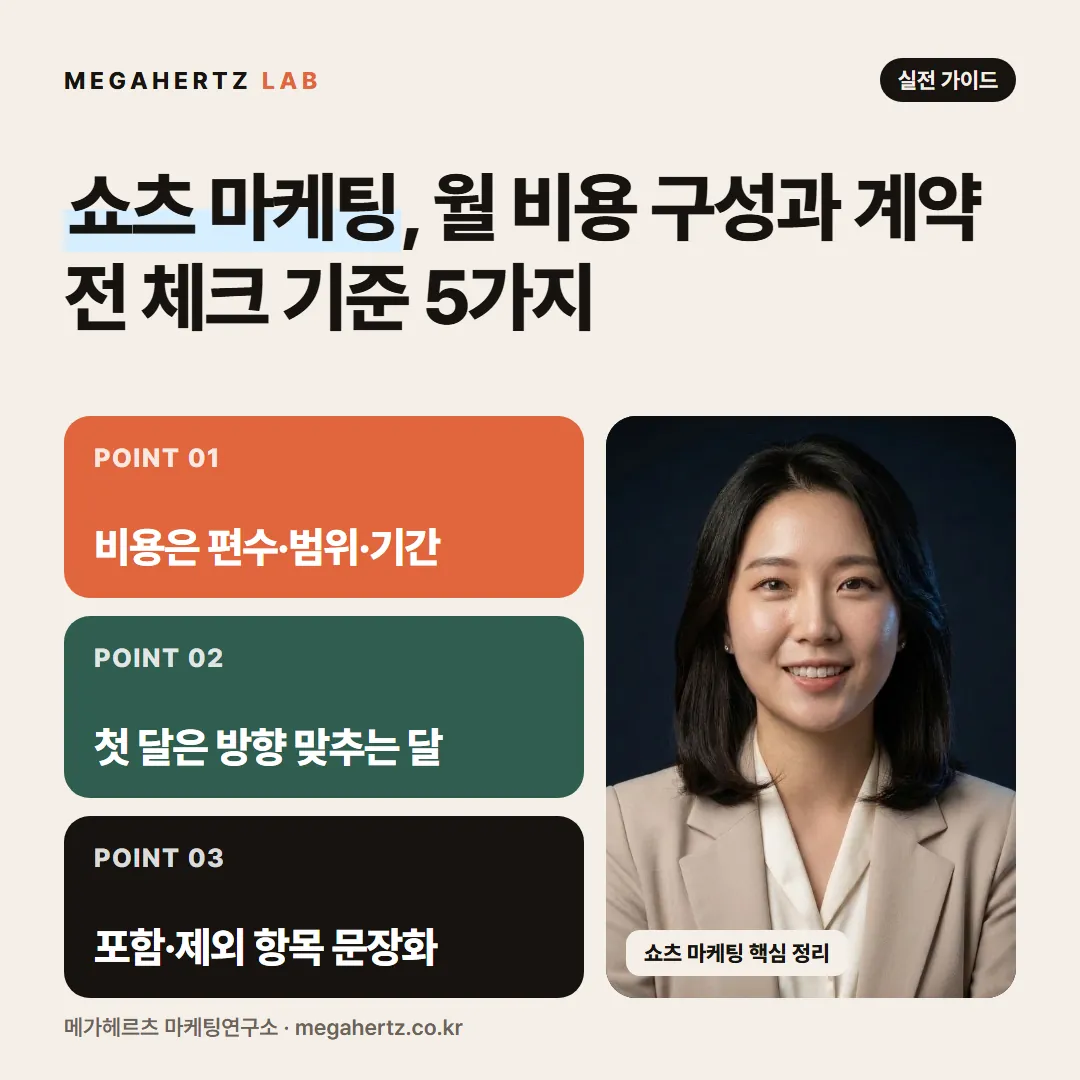 MEGAHERTZ LAB
실전 가이드
쇼츠 마케팅, 월 비용 구성과 계약
전 체크 기준 5가지
POINT 01
비용은 편수·범위·기간
POINT 02
첫 달은 방향 맞추는 달
POINT 03
포함·제외 항목 문장화
쇼츠 마케팅 핵심 정리
메가헤르츠 마케팅연구소 · megahertz.co.kr